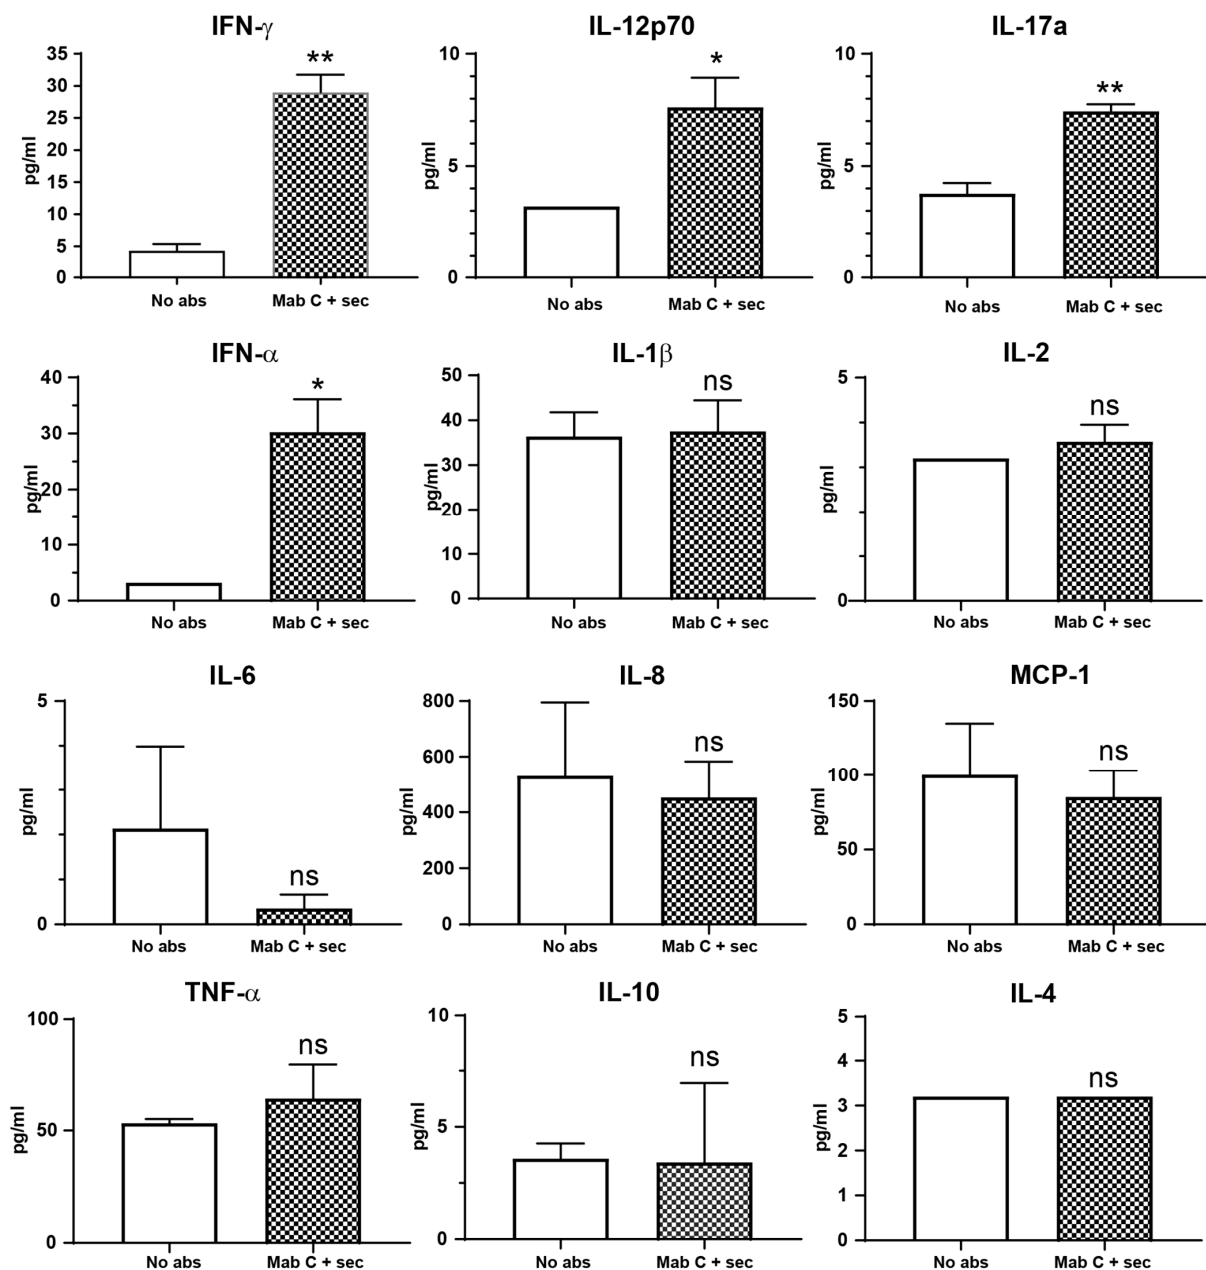 IFN-γ
35
30
25
20
15
10
5
0
pg/ml
**
No abs
Mab C + sec
IL-12p70
10
5
0
pg/ml
*
No abs
Mab C + sec
IL-17a
10
5
0
pg/ml
**
No abs
Mab C + sec
IFN-α
40
30
20
10
0
pg/ml
*
No abs
Mab C + sec
IL-1β
50
40
30
20
10
0
pg/ml
ns
No abs
Mab C + sec
IL-2
5
0
pg/ml
ns
No abs
Mab C + sec
IL-6
5
0
pg/ml
ns
No abs
Mab C + sec
IL-8
800
600
400
200
0
pg/ml
ns
No abs
Mab C + sec
MCP-1
150
100
50
0
pg/ml
ns
No abs
Mab C + sec
TNF-α
100
50
0
pg/ml
ns
No abs
Mab C + sec
IL-10
10
5
0
pg/ml
ns
No abs
Mab C + sec
IL-4
5
4
3
2
1
0
pg/ml
ns
No abs
Mab C + sec